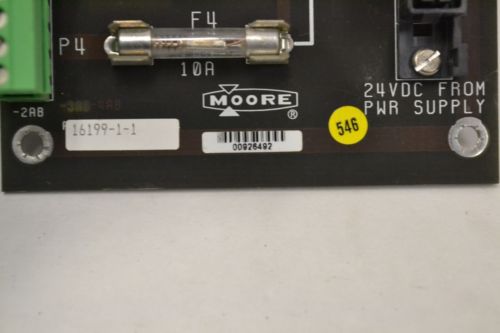 F4
P4
10A
MOORE
®
24VDC FROM
PWR SUPPLY
-2AB
16199-1-1
00926492
546